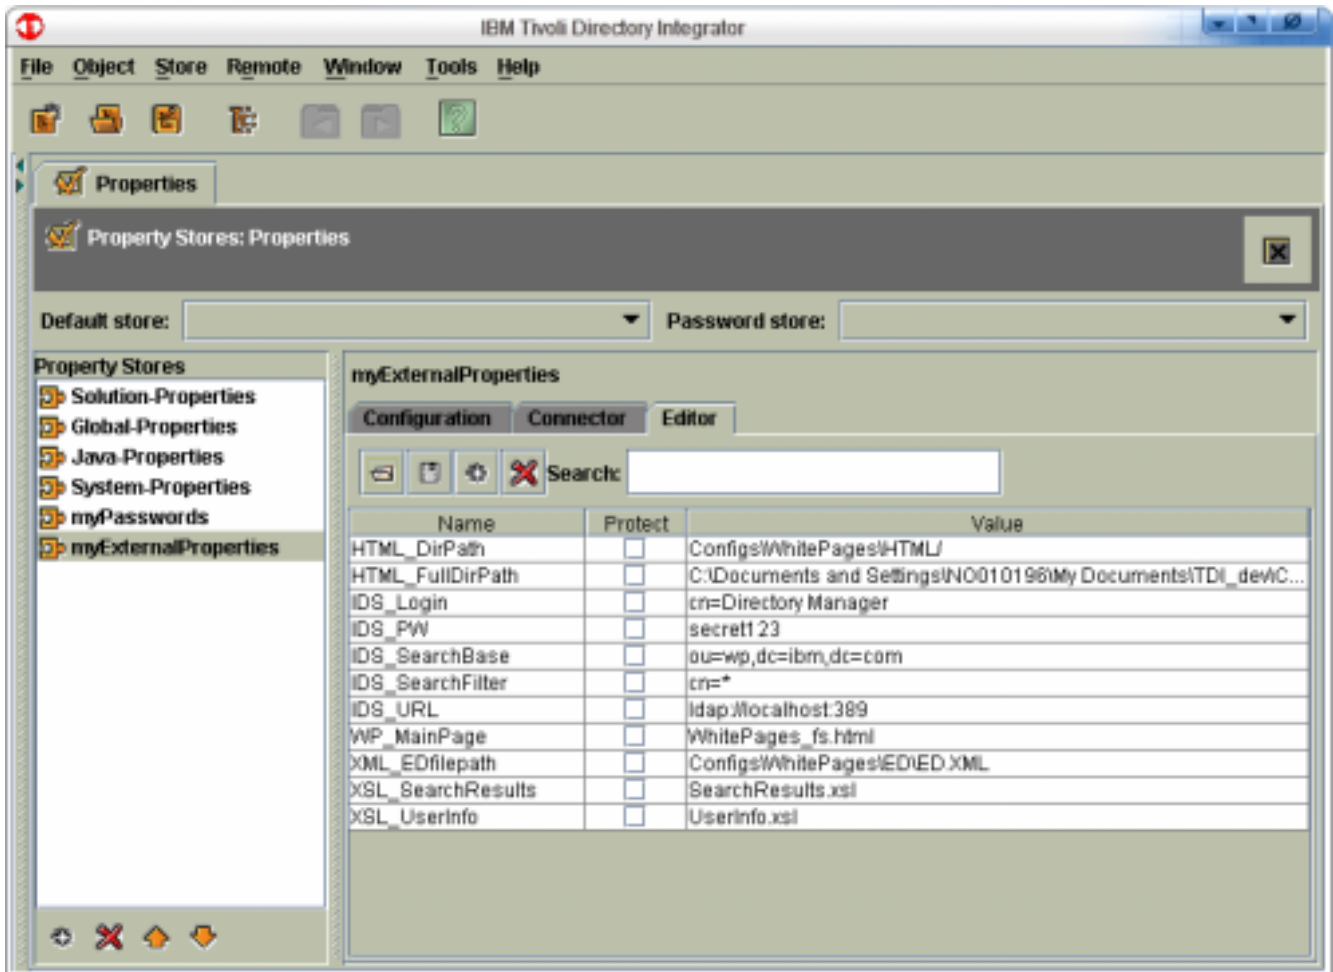 IBM Tivoli Directory Integrator
File Object Store Remote Window Tools Help
Properties
Property Stores: Properties
Default store: Password store:
Property Stores
Solution-Properties
Global-Properties
Java-Properties
System-Properties
myPasswords
myExternalProperties
myExternalProperties
Configuration Connector Editor
Search:
Name Protect Value
HTML_DirPath Configs\WhitePages\HTML/
HTML_FullDirPath C:\Documents and Settings\NO010196\My Documents\TDI_dev\C...
IDS_Login cn=Directory Manager
IDS_PW secret123
IDS_SearchBase ou=wp,dc=ibm,dc=com
IDS_SearchFilter cn=*
IDS_URL ldap://localhost:389
WP_MainPage WhitePages_fs.html
XML_EDfilepath Configs\WhitePages\ED\ED.XML
XSL_SearchResults SearchResults.xsl
XSL_UserInfo UserInfo.xsl